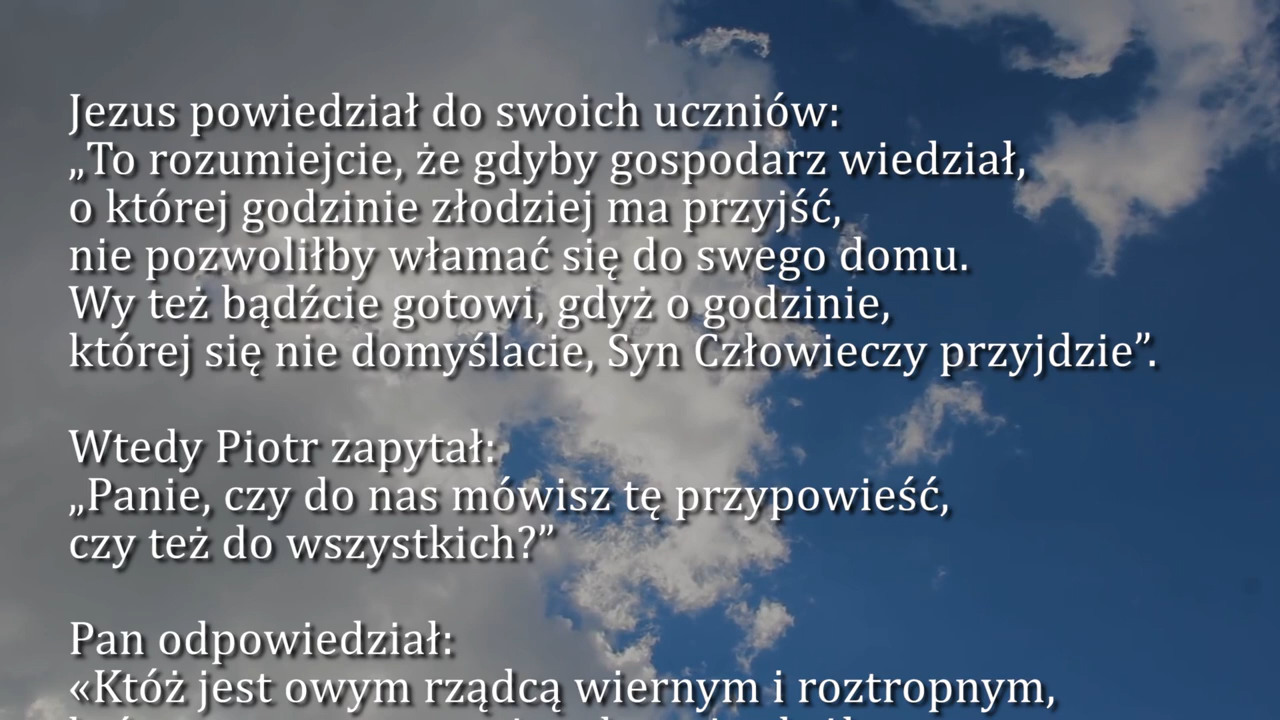 Jezus powiedział do swoich uczniów:
„To rozumiejcie, że gdyby gospodarz wiedział,
o której godzinie złodziej ma przyjść,
nie pozwoliłby włamać się do swego domu.
Wy też bądźcie gotowi, gdyż o godzinie,
której się nie domyślacie, Syn Człowieczy przyjdzie”.
Wtedy Piotr zapytał:
„Panie, czy do nas mówisz tę przypowieść,
czy też do wszystkich?”
Pan odpowiedział:
«Któż jest owym rządcą wiernym i roztropnym,